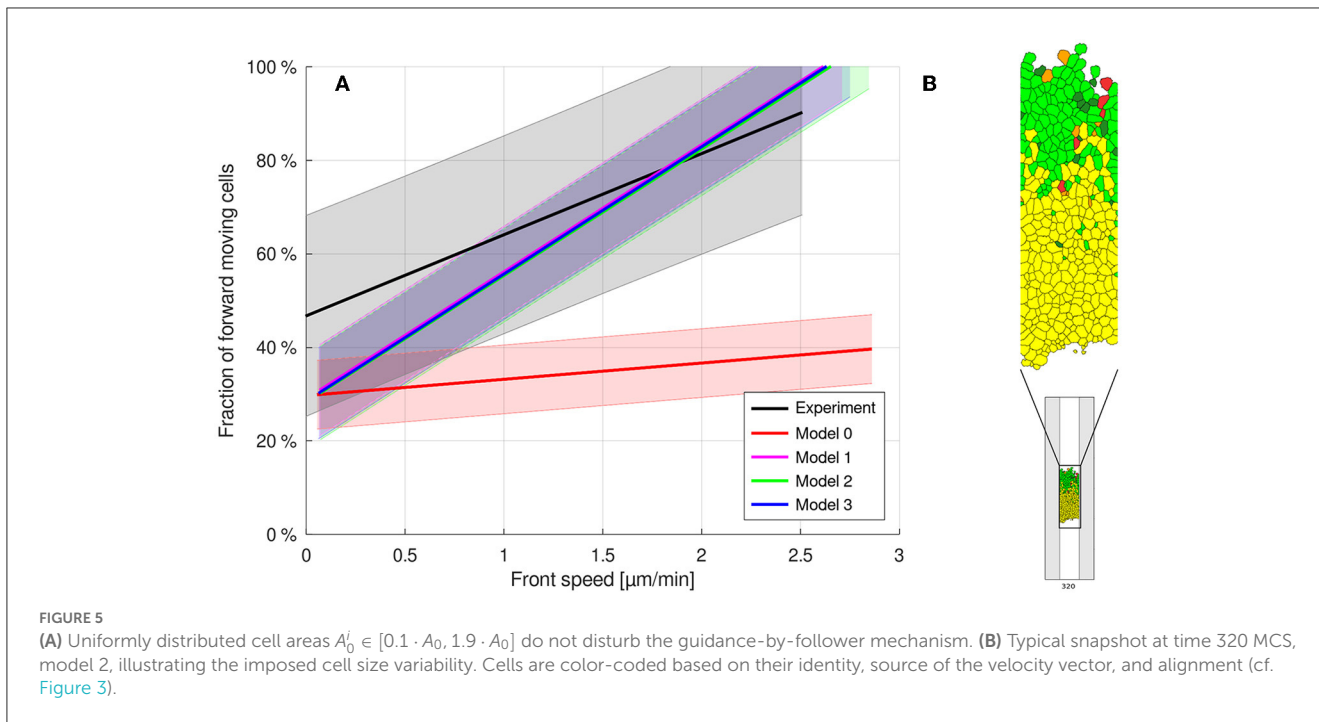 100 %
80 %
60 %
40 %
20 %
0 %
Fraction of forward moving cells
A
Experiment
Model 0
Model 1
Model 2
Model 3
0 0.5 1 1.5 2 2.5 3
Front speed [µm/min]
B
320
FIGURE 5
(A) Uniformly distributed cell areas A₀ⁱ ∈ [0.1 · A₀, 1.9 · A₀] do not disturb the guidance-by-follower mechanism. (B) Typical snapshot at time 320 MCS,
model 2, illustrating the imposed cell size variability. Cells are color-coded based on their identity, source of the velocity vector, and alignment (cf.
Figure 3).